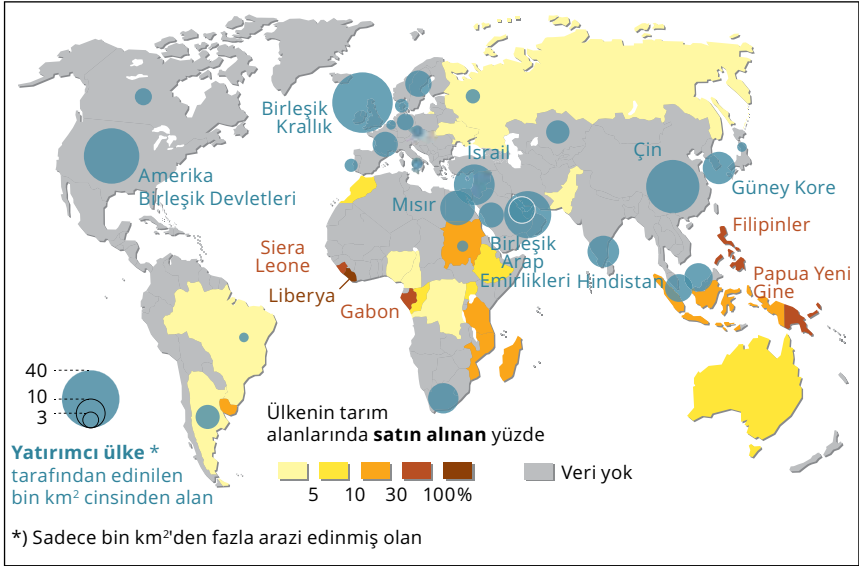 Birleşik
Krallık
İsrail
Çin
Amerika
Birleşik Devletleri
Güney Kore
Mısır
Filipinler
Siera
Leone
Birleşik
Arap
Emirlikleri
Hindistan
Papua Yeni
Gine
Liberya
Gabon
40
10
3
Yatırımcı ülke *
tarafından edinilen
bin km² cinsinden alan
Ülkenin tarım
alanlarında satın alınan yüzde
5 10 30 100%
Veri yok
*) Sadece bin km²'den fazla arazi edinmiş olan